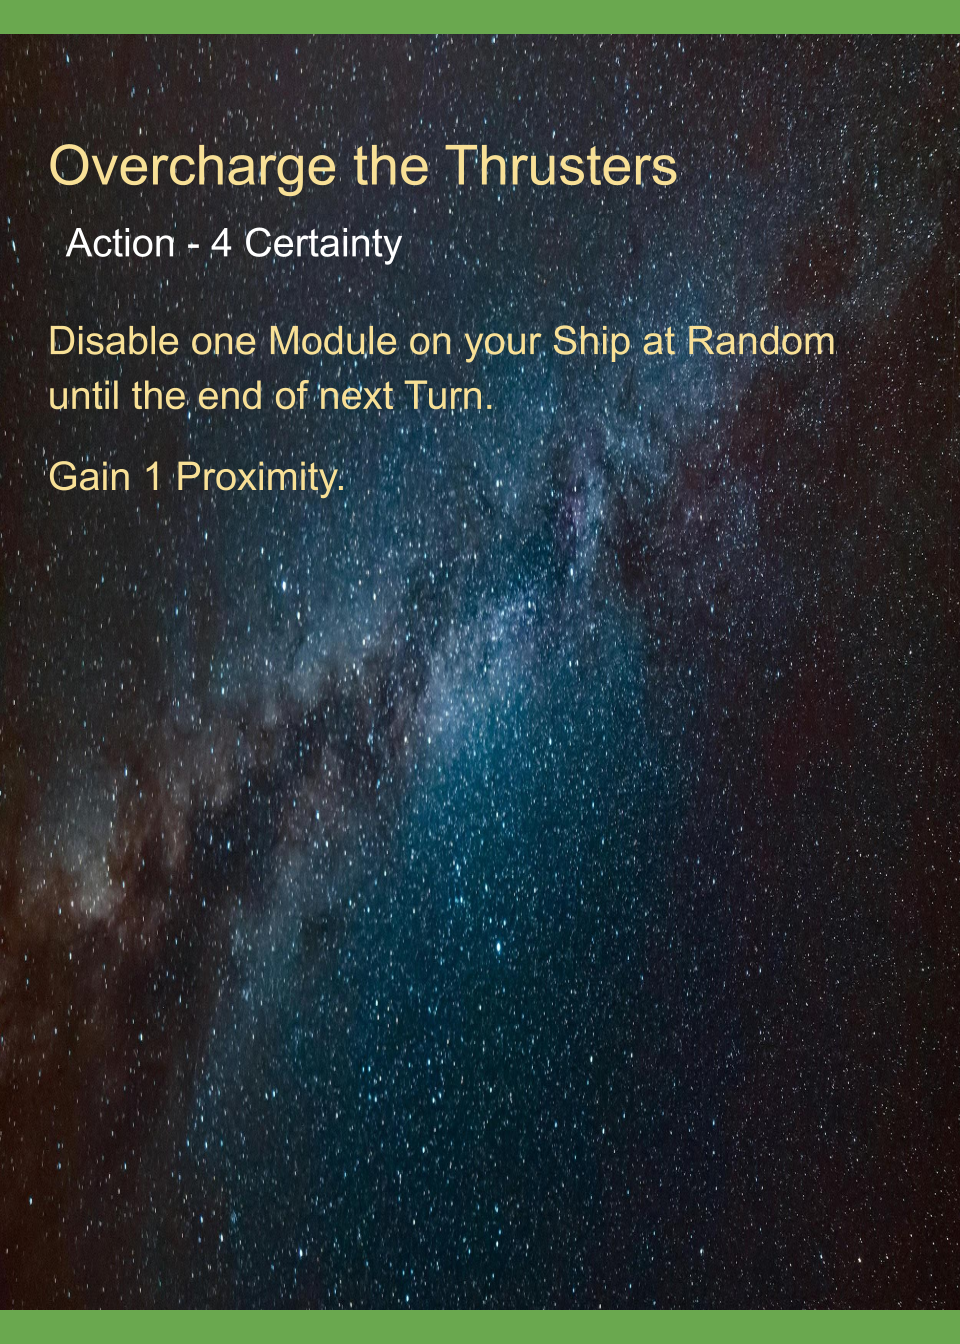 Overcharge the Thrusters
Action - 4 Certainty
Disable one Module on your Ship at Random
until the end of next Turn.
Gain 1 Proximity.